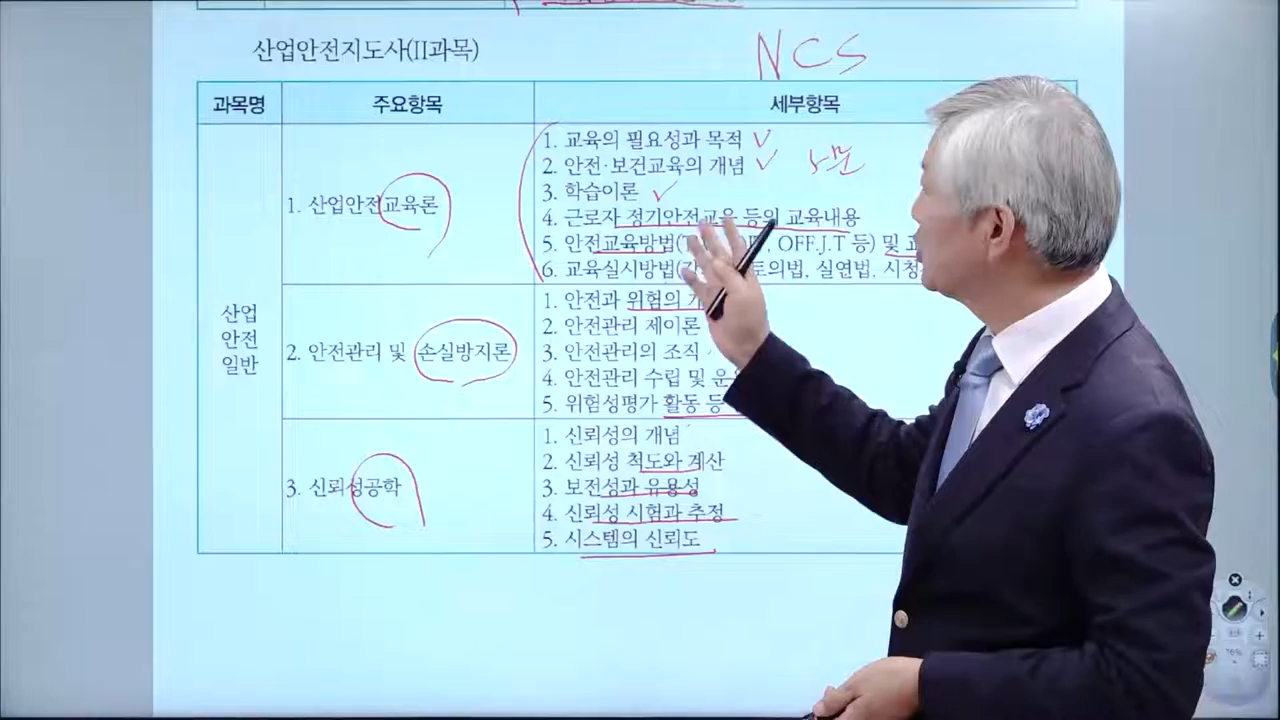 산업안전지도사(II과목)
NCS
과목명 주요항목 세부항목
산업
안전
일반
1. 산업안전교육론
1. 교육의 필요성과 목적
2. 안전·보건교육의 개념
3. 학습이론
4. 근로자 정기안전교육 등의 교육내용
5. 안전교육방법( , OFF.J.T 등) 및
6. 교육실시방법( 토의법, 실연법,
2. 안전관리 및 손실방지론
1. 안전과 위험의
2. 안전관리 제이론
3. 안전관리의 조직
4. 안전관리 수립 및
5. 위험성평가 활동 등
3. 신뢰성공학
1. 신뢰성의 개념
2. 신뢰성 척도와 계산
3. 보전성과 유용성
4. 신뢰성 시험과 추정
5. 시스템의 신뢰도